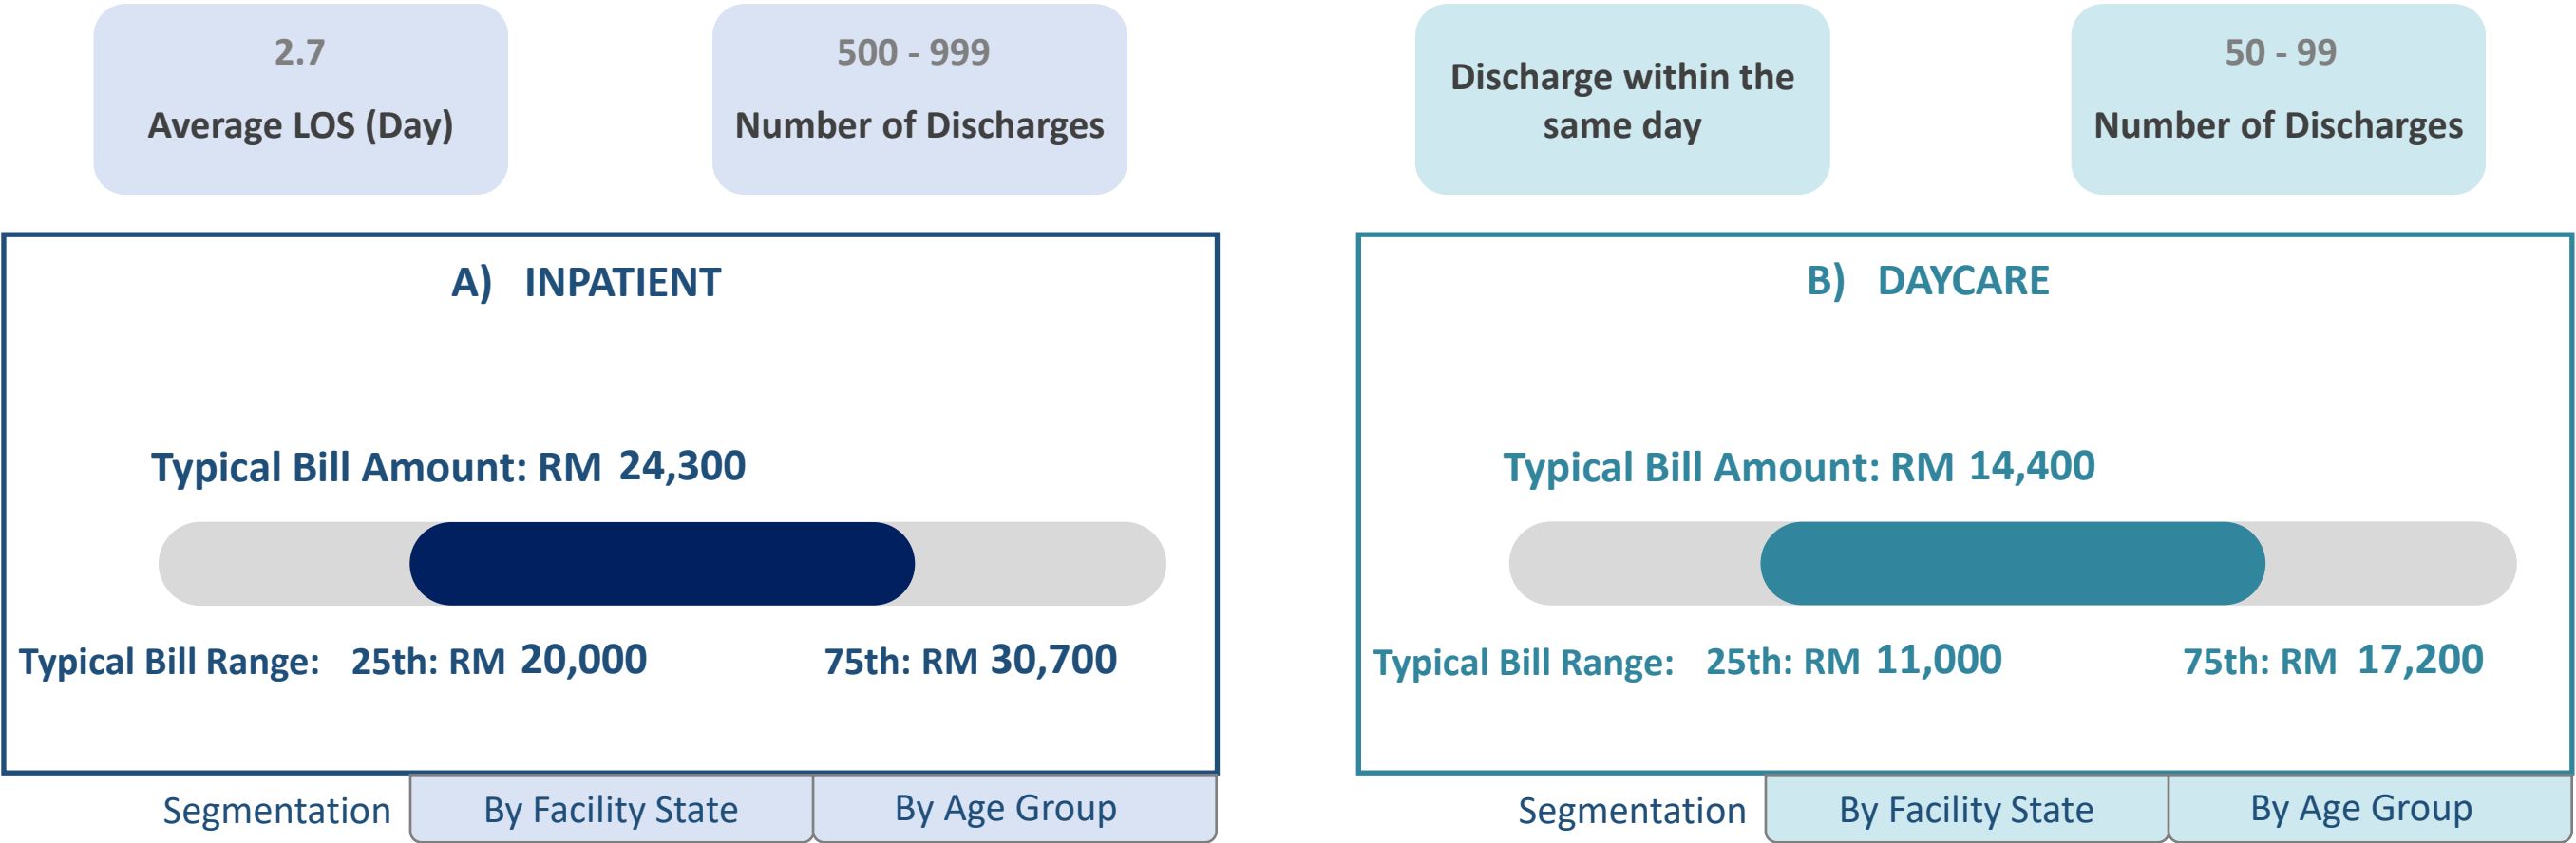 2.7
Average LOS (Day)
500 - 999
Number of Discharges
Discharge within the
same day
50 - 99
Number of Discharges
A) INPATIENT
Typical Bill Amount: RM 24,300
Typical Bill Range: 25th: RM 20,000 75th: RM 30,700
Segmentation By Facility State By Age Group
B) DAYCARE
Typical Bill Amount: RM 14,400
Typical Bill Range: 25th: RM 11,000 75th: RM 17,200
Segmentation By Facility State By Age Group